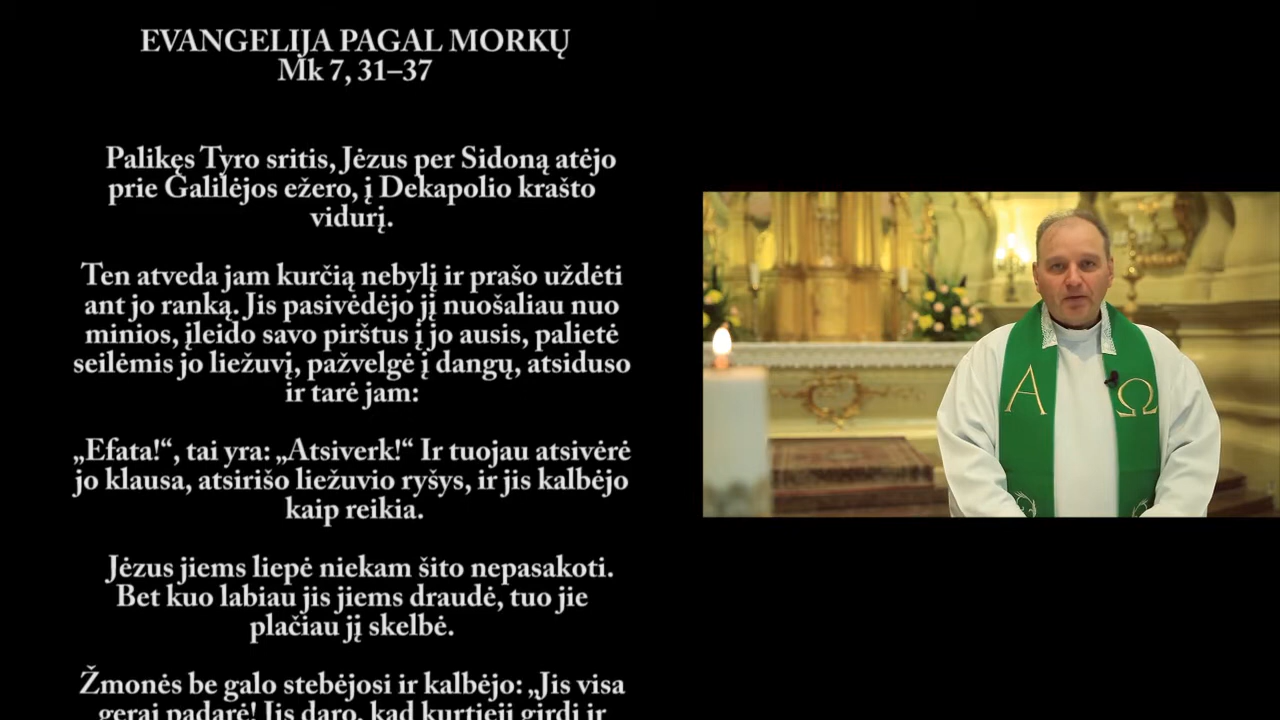 EVANGELIJA PAGAL MORKŲ
Mk 7, 31–37
Palikęs Tyro sritis, Jėzus per Sidoną atėjo
prie Galilėjos ežero, į Dekapolio krašto
vidurį.
Ten atveda jam kurčią nebylį ir prašo uždėti
ant jo ranką. Jis pasivėdėjo jį nuošaliau nuo
minios, įleido savo pirštus į jo ausis, palietė
seilėmis jo liežuvį, pažvelgė į dangų, atsiduso
ir tarė jam:
„Efata!“, tai yra: „Atsiverk!“ Ir tuojau atsivėrė
jo klausa, atsirišo liežuvio ryšys, ir jis kalbėjo
kaip reikia.
Jėzus jiems liepė niekam šito nepasakoti.
Bet kuo labiau jis jiems draudė, tuo jie
plačiau jį skelbė.
Žmonės be galo stebėjosi ir kalbėjo: „Jis visa
gerai padarė! Jis daro, kad kurtieji girdi ir
Α Ω